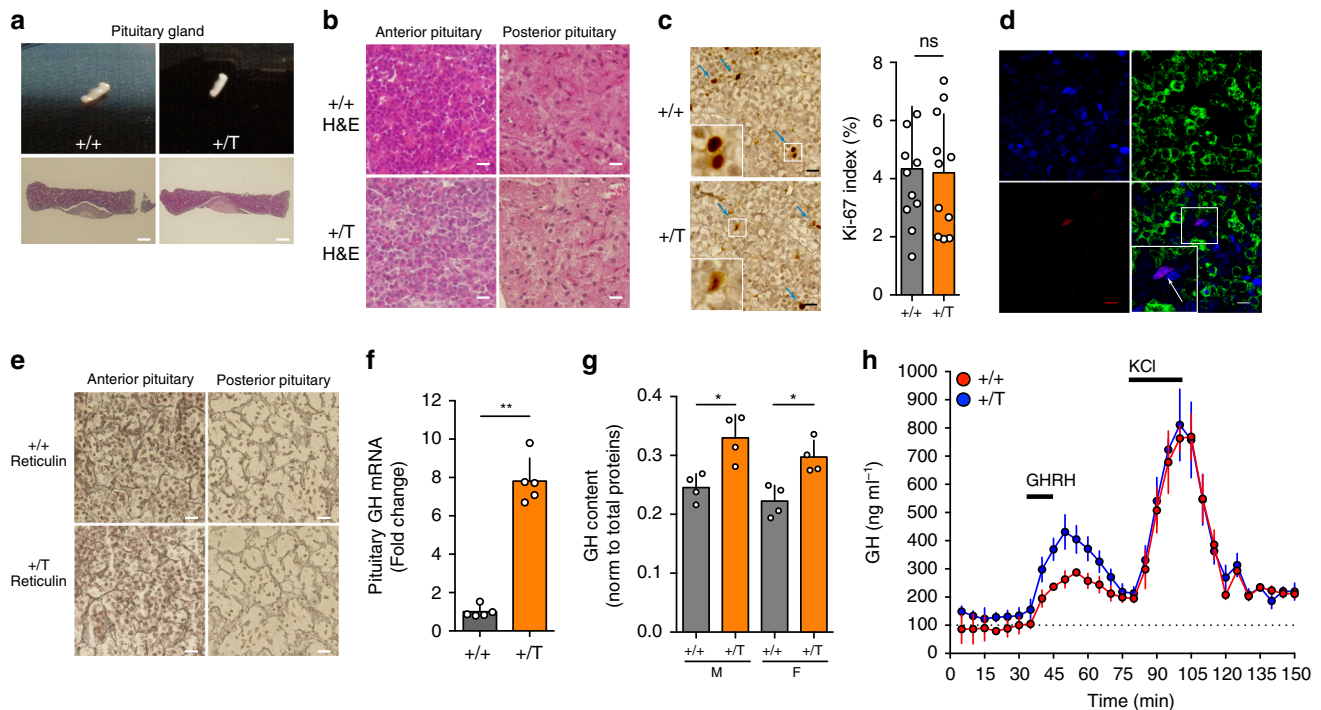 a
Pituitary gland
+/+
+/T
b
Anterior pituitary
Posterior pituitary
+/+
H&E
+/T
H&E
c
+/+
+/T
ns
Ki-67 index (%)
8
6
4
2
0
+/+
+/T
d
e
Anterior pituitary
Posterior pituitary
+/+
Reticulin
+/T
Reticulin
f
Pituitary GH mRNA
(Fold change)
12
10
8
6
4
2
0
**
+/+
+/T
g
GH content
(norm to total proteins)
0.4
0.3
0.2
0.1
0.0
*
*
+/+
+/T
+/+
+/T
M
F
h
+/+
+/T
KCl
GHRH
GH (ng ml⁻¹)
1000
900
800
700
600
500
400
300
200
100
0
0 15 30 45 60 75 90 105 120 135 150
Time (min)